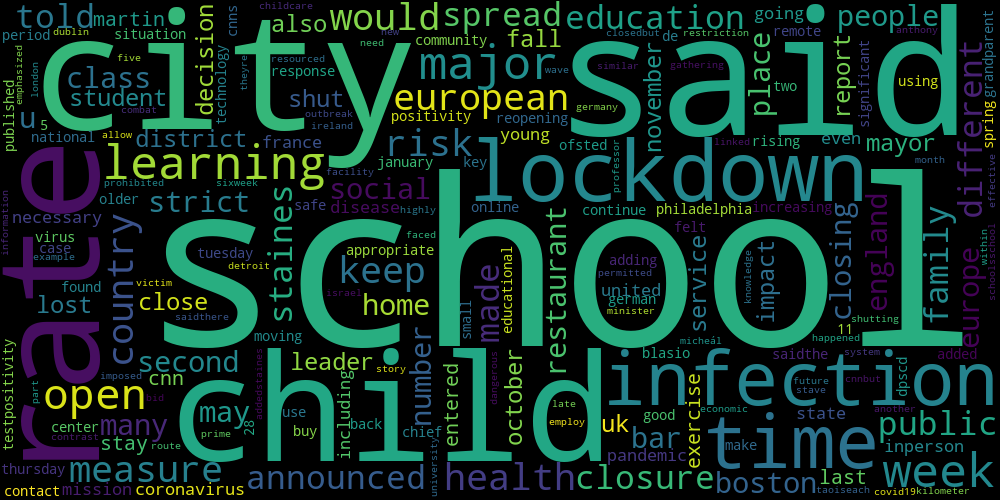 told martin city said would spread education going people
period dublin cnns childcare new need community fall closedbut restriction anthony
situation also five theyre resourced de remote place
published london decision technology response wave similar gathering two report
class student major november different grandparent
emphasized combat shut european germany using significant spring
u 5 outbreak ireland positivity reopening young ofsted rising even mayor
national allow district france risk january key linked month
rate learning lockdown professor
older prohibited sixweek facility social disease safe strict highly online continue philadelphia increasing effective
necessary virus case example information country staines faced felt england family within schoolsschool
tuesday detroit appropriate school adding permitted service impact closing europe
found lost victim close saidthere israel keep home made educational restaurant united german minister knowledge micheál shutting happened added
moving small
testpositivity second imposed cnn leader story number dangerous blasio saidthe 11 system cnnbut
part bid contrast addedstaines child infection dpscd
open prime may 28 use buy including entered october late employ uk exercise good economic future stave another
center many stay route back chief bar pandemic make time state public inperson
thursday measure announced university health closure boston last week
contact mission coronavirus taoiseach covid19 kilometer